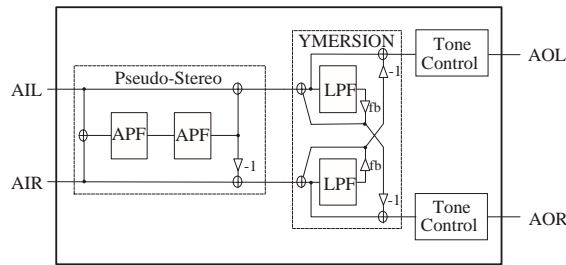 YMERSION
Tone
Control
AOL
Pseudo-Stereo
AIL
LPF
-1
fb
APF
APF
-1
AIR
LPF
fb
-1
Tone
Control
AOR